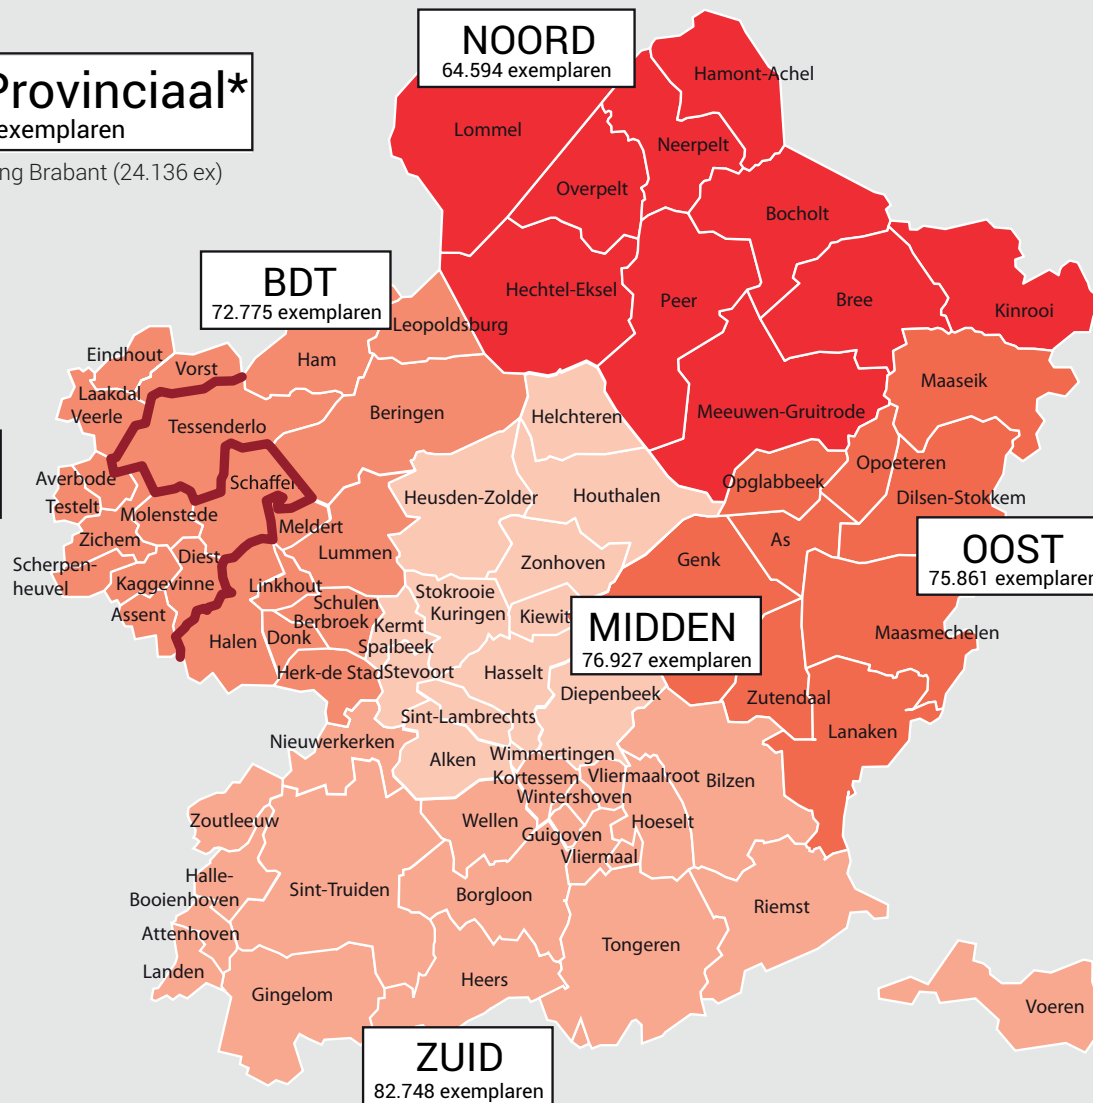 NOORD
64.594 exemplaren
Provinciaal*
exemplaren
ng Brabant (24.136 ex)
Hamont-Achel
Lommel
Neerpelt
Overpelt
Bocholt
BDT
72.775 exemplaren
Hechtel-Eksel
Peer
Bree
Kinrooi
Leopoldsburg
Eindhout
Vorst
Ham
Laakdal
Veerle
Maaseik
Tessenderlo
Beringen
Helchteren
Meeuwen-Gruitrode
Averbode
Testelt
Schaffen
Molenstede
Meldert
Heusden-Zolder
Houthalen
Opglabbeek
Opoeteren
Dilsen-Stokkem
Zichem
Diest
Lummen
Scherpen-
heuvel
Kaggevinne
Linkhout
Zonhoven
Genk
As
OOST
75.861 exemplaren
Assent
Halen
Donk
Schulen
Berbroek
Stokrooie
Kuringen
Kiewit
Kermt
Spalbeek
MIDDEN
76.927 exemplaren
Maasmechelen
Herk-de Stad
Stevoort
Hasselt
Diepenbeek
Zutendaal
Sint-Lambrechts
Lanaken
Nieuwerkerken
Alken
Wimmertingen
Kortessem
Vliermaalroot
Bilzen
Wintershoven
Zoutleeuw
Wellen
Guigoven
Hoeselt
Vliermaal
Halle-
Booienhoven
Sint-Truiden
Borgloon
Riemst
Attenhoven
Tongeren
Landen
Gingelom
Heers
Voeren
ZUID
82.748 exemplaren